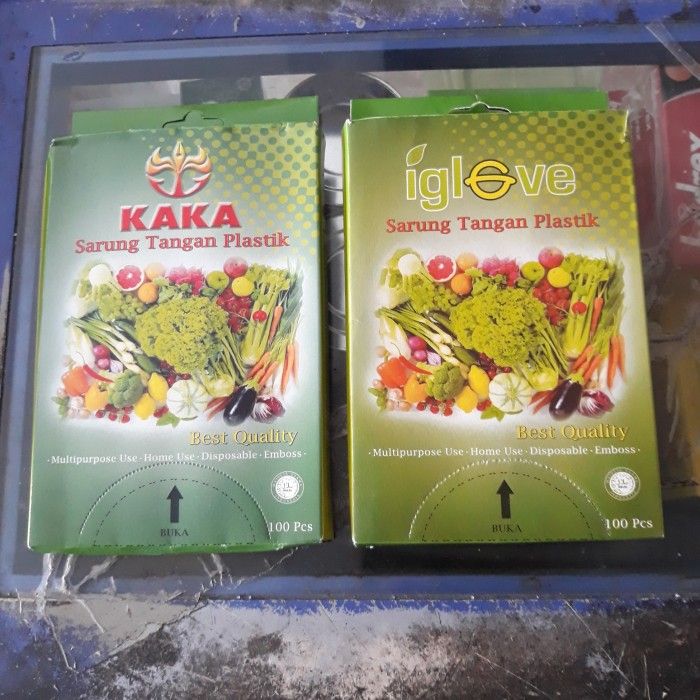 KAKA
Sarung Tangan Plastik
Best Quality
·Multipurpose Use · Home Use · Disposable · Emboss ·
BUKA
100 Pcs
iglove
Sarung Tangan Plastik
Best Quality
·Multipurpose Use · Home Use · Disposable · Emboss ·
BUKA
100 Pcs